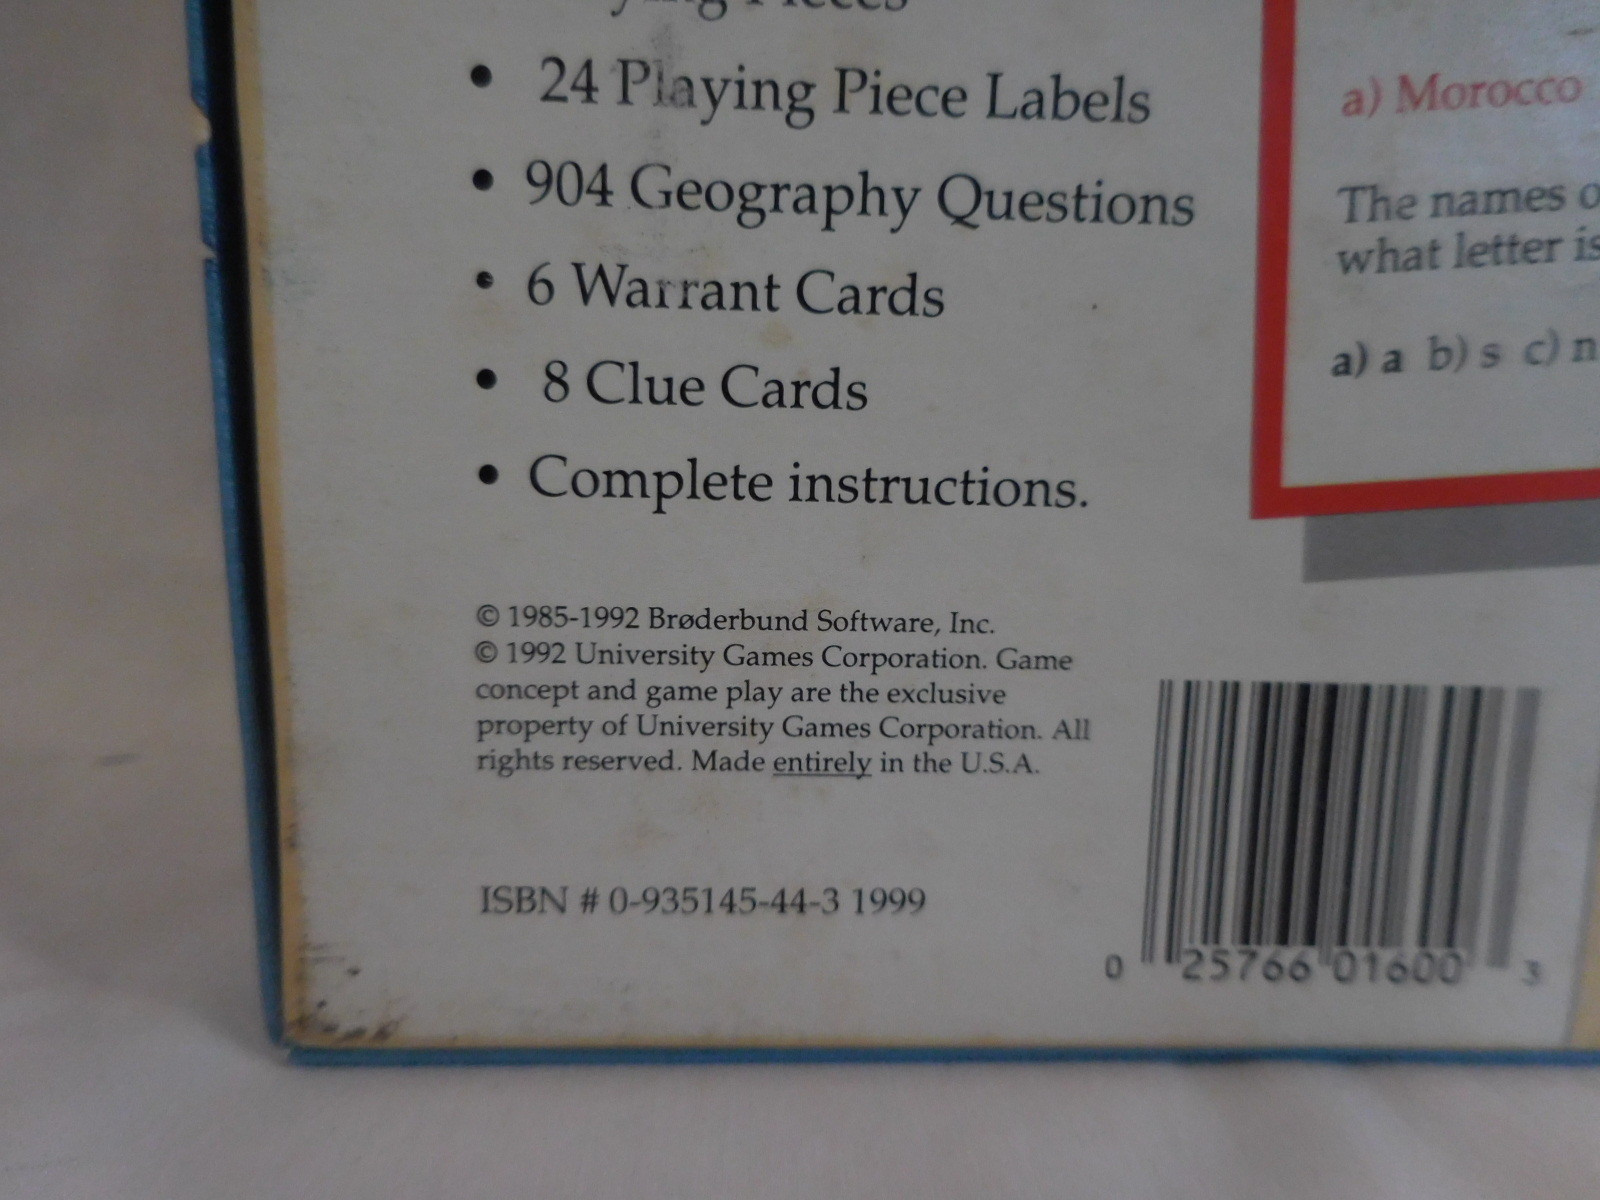 Pieces
• 24 Playing Piece Labels
• 904 Geography Questions
• 6 Warrant Cards
• 8 Clue Cards
• Complete instructions.
© 1985-1992 Brøderbund Software, Inc.
© 1992 University Games Corporation. Game
concept and game play are the exclusive
property of University Games Corporation. All
rights reserved. Made entirely in the U.S.A.
ISBN # 0-935145-44-3 1999
a) Morocco
The names
what letter is
a) a b) s c) n
0 25766 01600 3